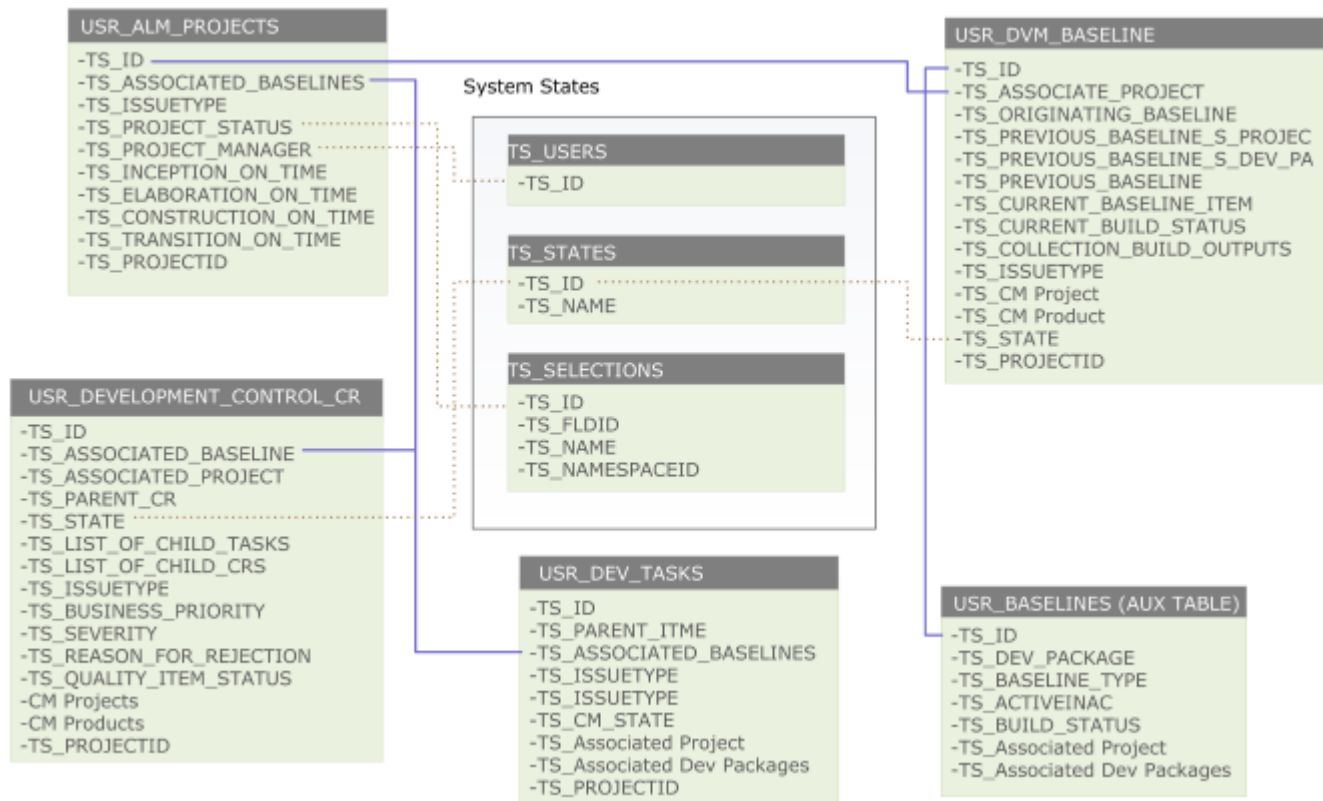 USR_ALM_PROJECTS
-TS_ID
-TS_ASSOCIATED_BASELINES
-TS_ISSUETYPE
-TS_PROJECT_STATUS
-TS_PROJECT_MANAGER
-TS_INCEPTION_ON_TIME
-TS_ELABORATION_ON_TIME
-TS_CONSTRUCTION_ON_TIME
-TS_TRANSITION_ON_TIME
-TS_PROJECTID
System States
TS_USERS
-TS_ID
TS_STATES
-TS_ID
-TS_NAME
TS_SELECTIONS
-TS_ID
-TS_FLDID
-TS_NAME
-TS_NAMESPACEID
USR_DVM_BASELINE
-TS_ID
-TS_ASSOCIATE_PROJECT
-TS_ORIGINATING_BASELINE
-TS_PREVIOUS_BASELINE_S_PROJEC
-TS_PREVIOUS_BASELINE_S_DEV_PA
-TS_PREVIOUS_BASELINE
-TS_CURRENT_BASELINE_ITEM
-TS_CURRENT_BUILD_STATUS
-TS_COLLECTION_BUILD_OUTPUTS
-TS_ISSUETYPE
-TS_CM Project
-TS_CM Product
-TS_STATE
-TS_PROJECTID
USR_DEVELOPMENT_CONTROL_CR
-TS_ID
-TS_ASSOCIATED_BASELINE
-TS_ASSOCIATED_PROJECT
-TS_PARENT_CR
-TS_STATE
-TS_LIST_OF_CHILD_TASKS
-TS_LIST_OF_CHILD_CRS
-TS_ISSUETYPE
-TS_BUSINESS_PRIORITY
-TS_SEVERITY
-TS_REASON_FOR_REJECTION
-TS_QUALITY_ITEM_STATUS
-CM Projects
-CM Products
-TS_PROJECTID
USR_DEV_TASKS
-TS_ID
-TS_PARENT_ITME
-TS_ASSOCIATED_BASELINES
-TS_ISSUETYPE
-TS_ISSUETYPE
-TS_CM_STATE
-TS_Associated Project
-TS_Associated Dev Packages
-TS_PROJECTID
USR_BASELINES (AUX TABLE)
-TS_ID
-TS_DEV_PACKAGE
-TS_BASELINE_TYPE
-TS_ACTIVEINAC
-TS_BUILD_STATUS
-TS_Associated Project
-TS_Associated Dev Packages